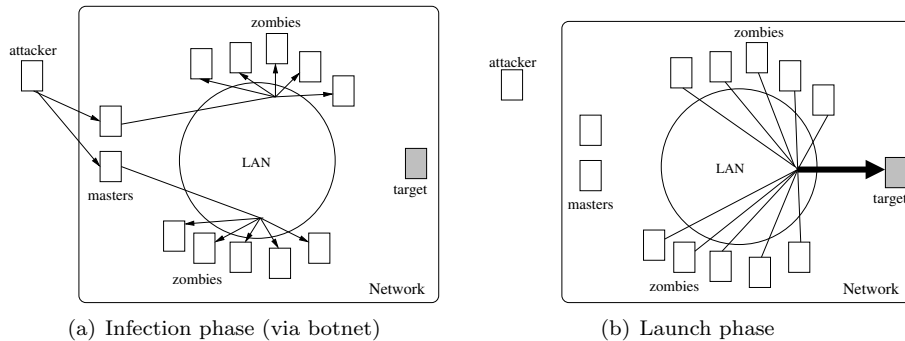 zombies
attacker
LAN
masters
target
zombies
Network
(a) Infection phase (via botnet)
zombies
attacker
LAN
masters
target
zombies
Network
(b) Launch phase